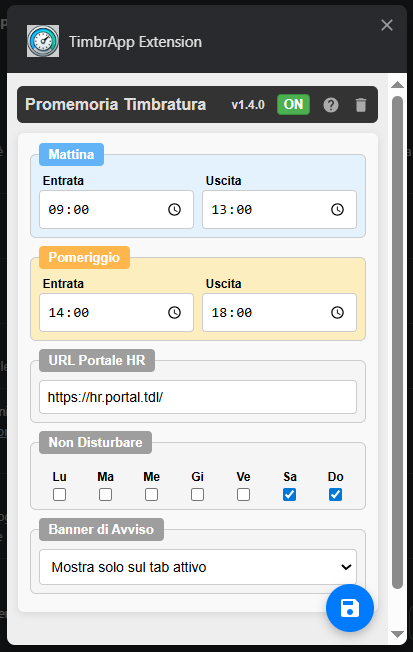 TimbrApp Extension
Promemoria Timbratura v1.4.0 ON
Mattina
Entrata Uscita
09:00 13:00
Pomeriggio
Entrata Uscita
14:00 18:00
URL Portale HR
https://hr.portal.tdl/
Non Disturbare
Lu Ma Me Gi Ve Sa Do
Banner di Avviso
Mostra solo sul tab attivo